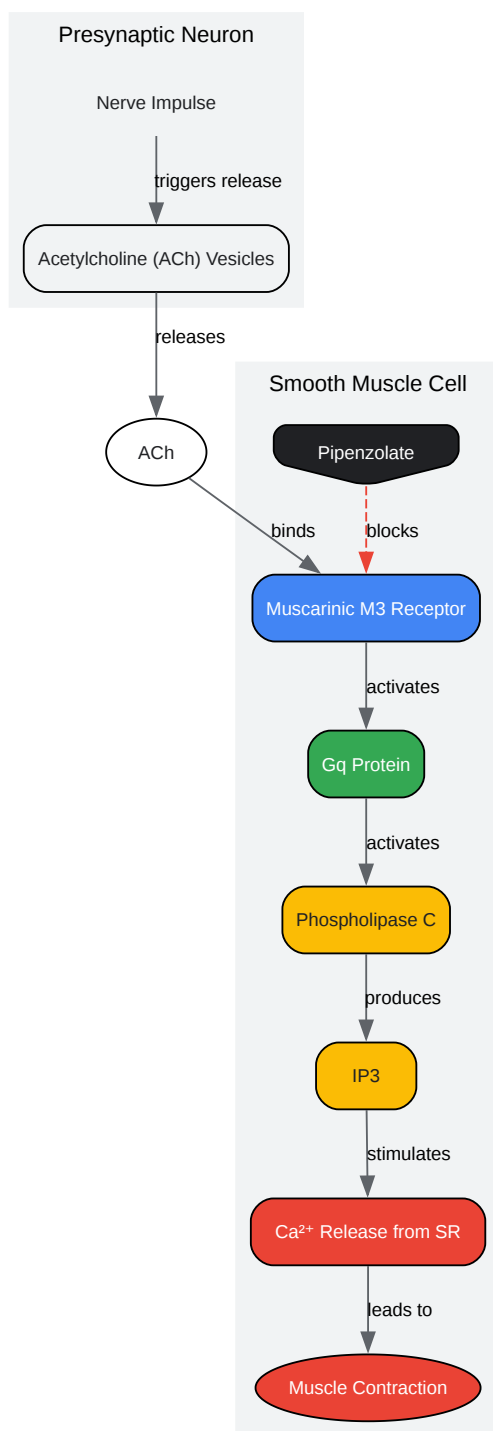 Presynaptic Neuron
Nerve Impulse
triggers release
Acetylcholine (ACh) Vesicles
releases
Smooth Muscle Cell
ACh
Pipenzolate
binds
blocks
Muscarinic M3 Receptor
activates
Gq Protein
activates
Phospholipase C
produces
IP3
stimulates
Ca²⁺ Release from SR
leads to
Muscle Contraction